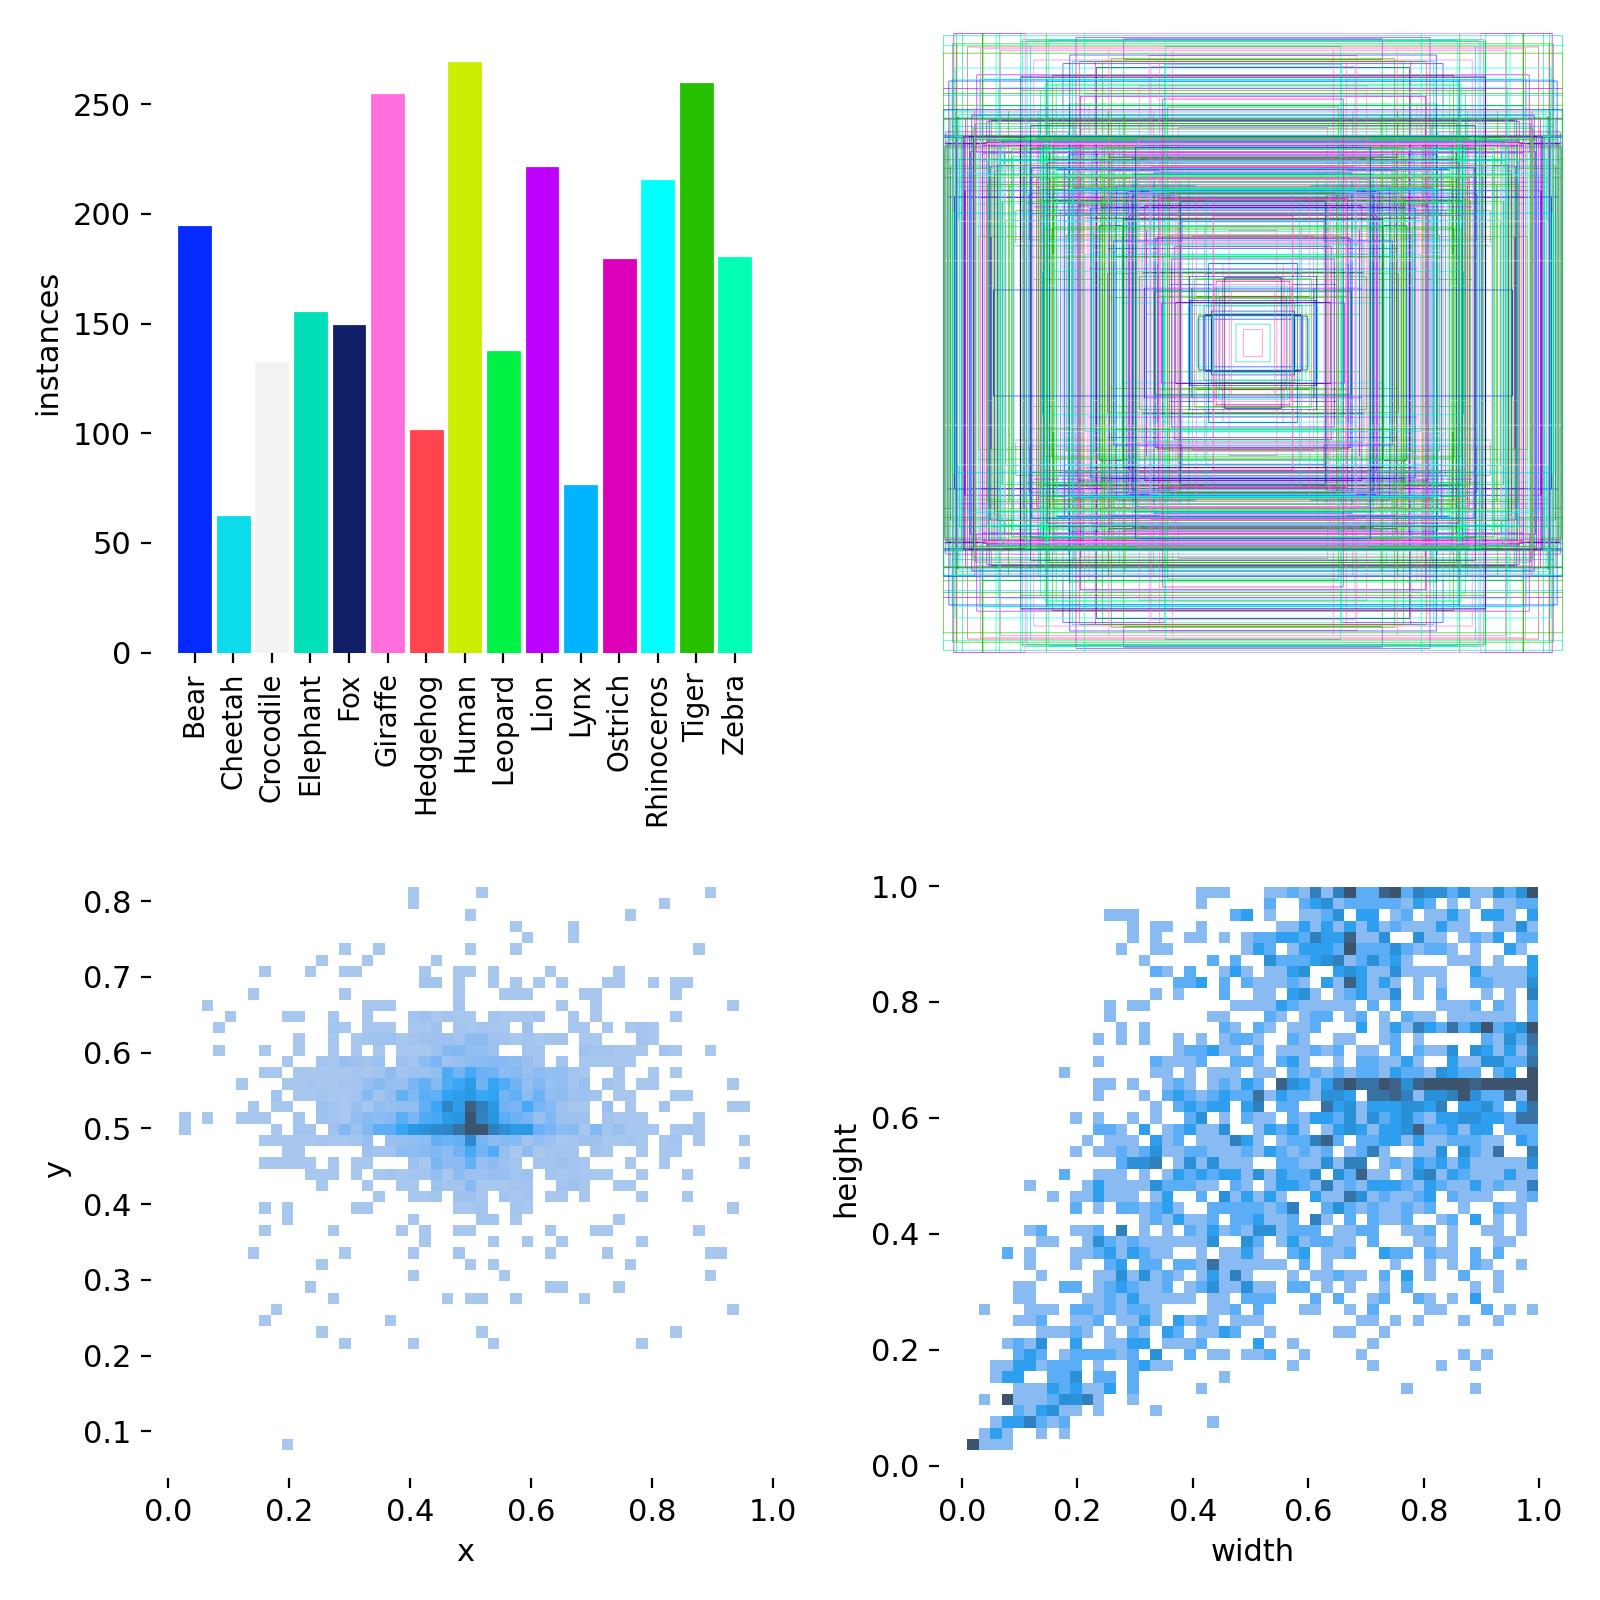 250
200
150
100
50
0
instances
Bear
Cheetah
Crocodile
Elephant
Fox
Giraffe
Hedgehog
Human
Leopard
Lion
Lynx
Ostrich
Rhinoceros
Tiger
Zebra
0.8
0.7
0.6
0.5
0.4
0.3
0.2
0.1
y
0.0 0.2 0.4 0.6 0.8 1.0
x
1.0
0.8
0.6
0.4
0.2
0.0
height
0.0 0.2 0.4 0.6 0.8 1.0
width